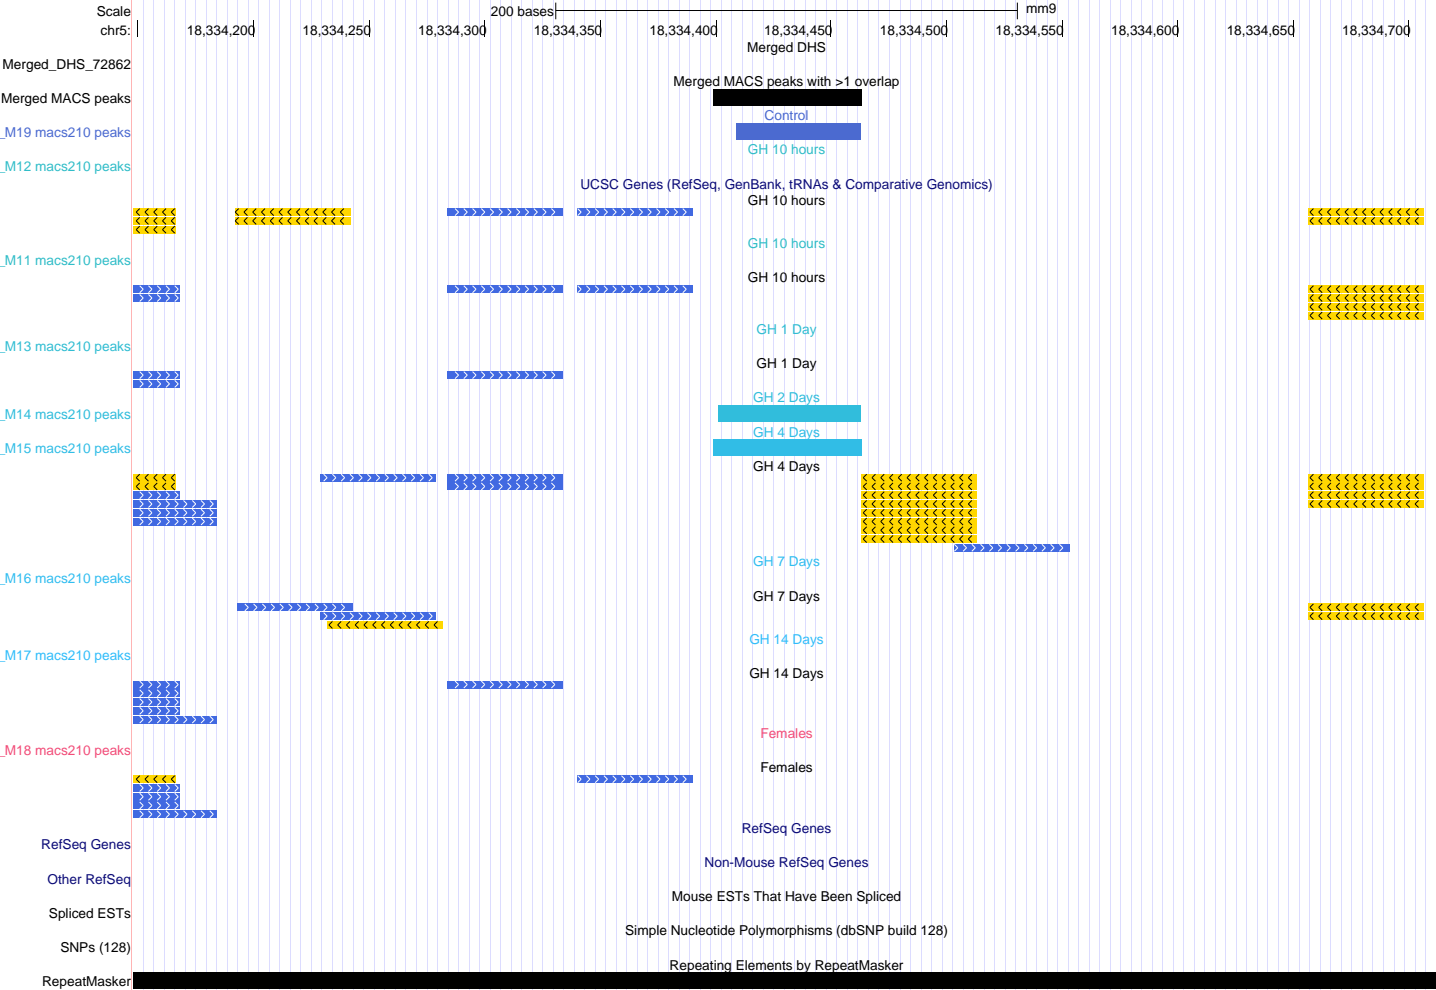 Scale 200 bases mm9
chr5: 18,334,200 18,334,250 18,334,300 18,334,350 18,334,400 18,334,450 18,334,500 18,334,550 18,334,600 18,334,650 18,334,700
Merged DHS
Merged_DHS_72862
Merged MACS peaks with >1 overlap
Merged MACS peaks
Control
_M19 macs210 peaks
GH 10 hours
_M12 macs210 peaks
UCSC Genes (RefSeq, GenBank, tRNAs & Comparative Genomics)
GH 10 hours
GH 10 hours
_M11 macs210 peaks
GH 10 hours
GH 1 Day
_M13 macs210 peaks
GH 1 Day
GH 2 Days
_M14 macs210 peaks
GH 4 Days
_M15 macs210 peaks
GH 4 Days
GH 7 Days
_M16 macs210 peaks
GH 7 Days
GH 14 Days
_M17 macs210 peaks
GH 14 Days
Females
_M18 macs210 peaks
Females
RefSeq Genes
RefSeq Genes
Non-Mouse RefSeq Genes
Other RefSeq
Mouse ESTs That Have Been Spliced
Spliced ESTs
Simple Nucleotide Polymorphisms (dbSNP build 128)
SNPs (128)
Repeating Elements by RepeatMasker
RepeatMasker